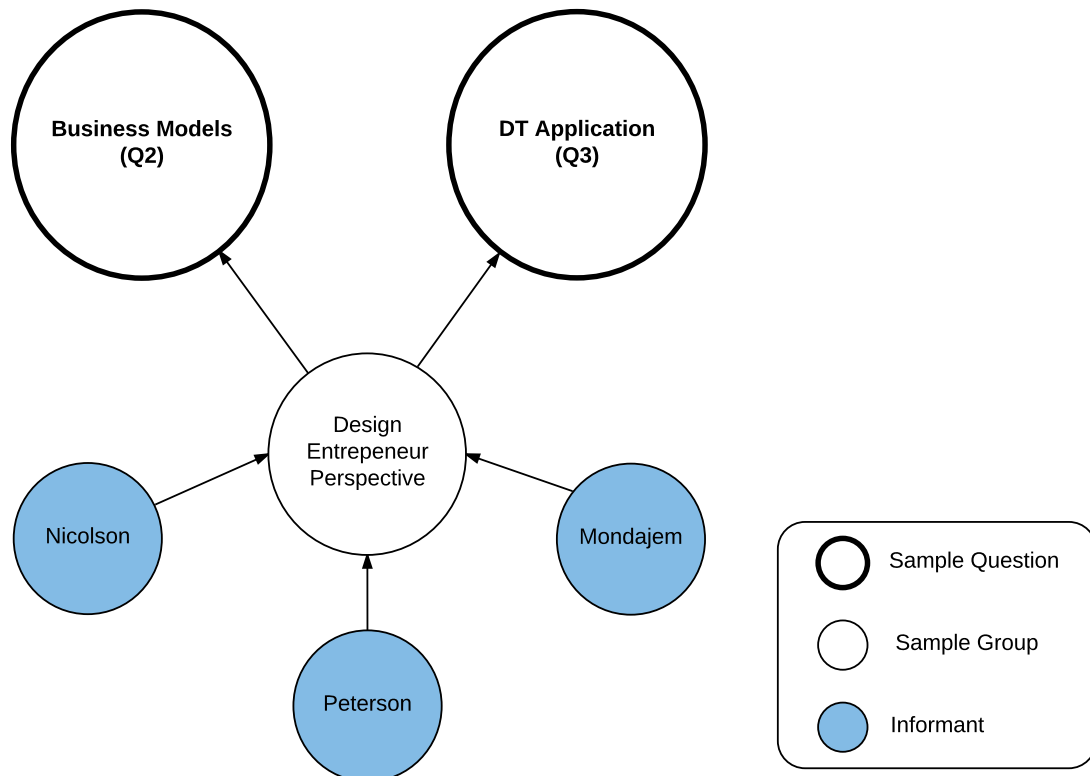 Business Models
(Q2)
DT Application
(Q3)
Design
Entrepeneur
Perspective
Nicolson
Mondajem
Peterson
Sample Question
Sample Group
Informant